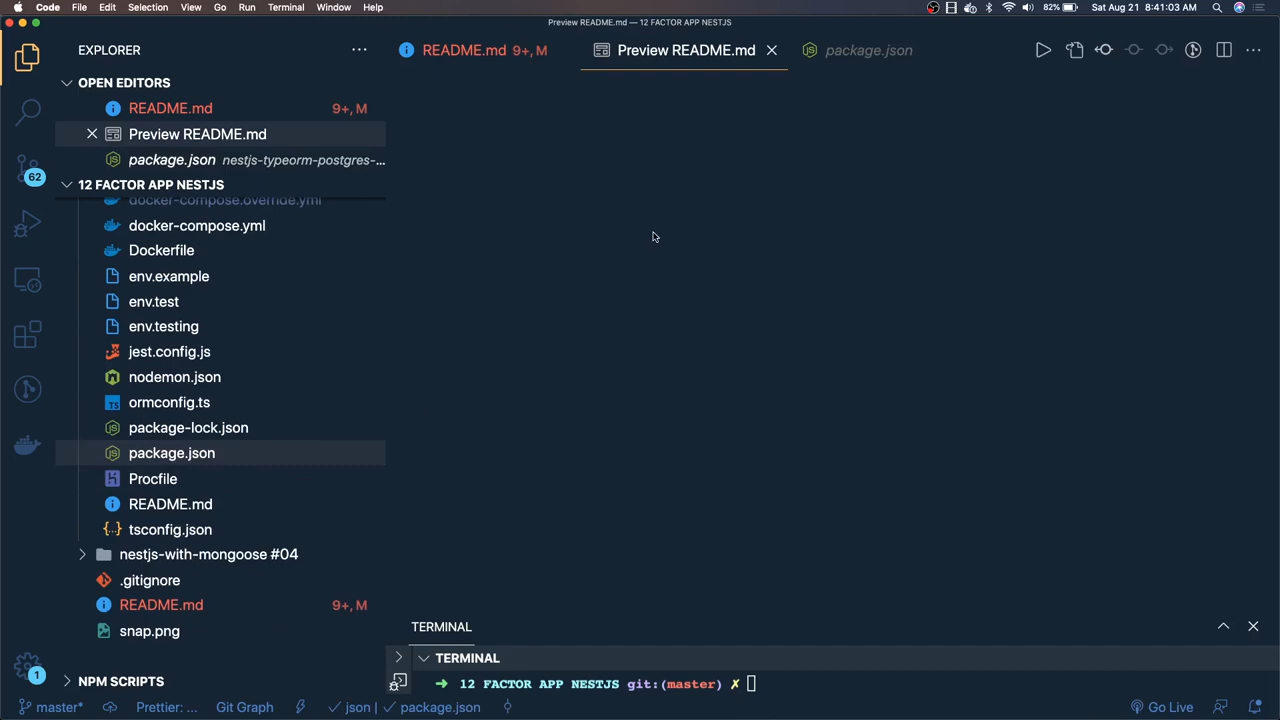 Code File Edit Selection View Go Run Terminal Window Help 82% Sat Aug 21 8:41:03 AM
Preview README.md — 12 FACTOR APP NESTJS
EXPLORER
README.md 9+, M
Preview README.md
package.json
OPEN EDITORS
README.md 9+, M
Preview README.md
package.json nestjs-typeorm-postgres-...
12 FACTOR APP NESTJS
docker-compose.override.yml
docker-compose.yml
Dockerfile
env.example
env.test
env.testing
jest.config.js
nodemon.json
ormconfig.ts
package-lock.json
package.json
Procfile
README.md
tsconfig.json
nestjs-with-mongoose #04
.gitignore
README.md 9+, M
snap.png
NPM SCRIPTS
62
1
TERMINAL
TERMINAL
➜ 12 FACTOR APP NESTJS git:(master) ✗
master* Prettier: ... Git Graph json | package.json Go Live